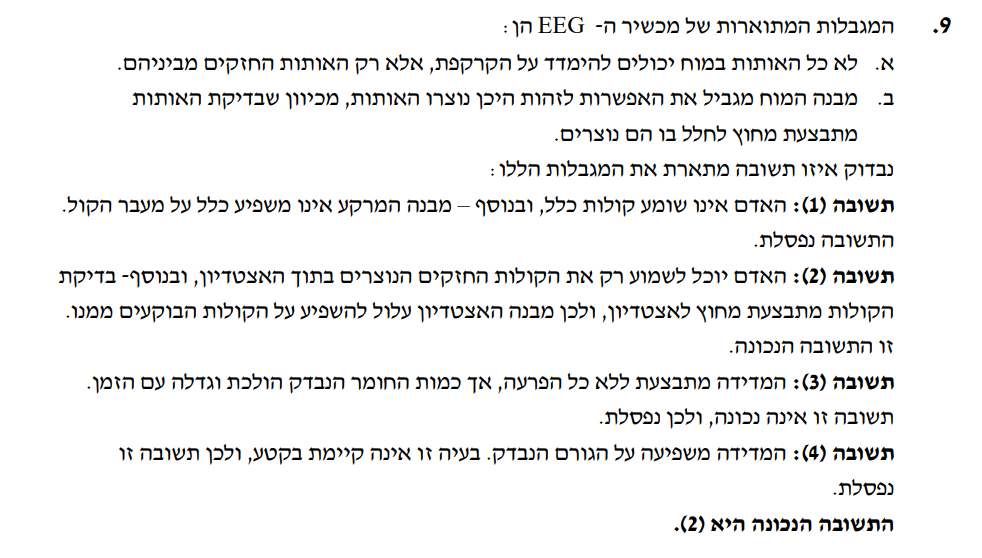 9. המגבלות המתוארות של מכשיר ה- EEG הן:
א. לא כל האותות במוח יכולים להימדד על הקרקפת, אלא רק האותות החזקים מביניהם.
ב. מבנה המוח מגביל את האפשרות לזהות היכן נוצרו האותות, מכיוון שבדיקת האותות
מתבצעת מחוץ לחלל בו הם נוצרים.
נבדוק איזו תשובה מתארת את המגבלות הללו:
תשובה (1): האדם אינו שומע קולות כלל, ובנוסף – מבנה המרקע אינו משפיע כלל על מעבר הקול.
התשובה נפסלת.
תשובה (2): האדם יוכל לשמוע רק את הקולות החזקים הנוצרים בתוך האצטדיון, ובנוסף- בדיקת
הקולות מתבצעת מחוץ לאצטדיון, ולכן מבנה האצטדיון עלול להשפיע על הקולות הבוקעים ממנו.
זו התשובה הנכונה.
תשובה (3): המדידה מתבצעת ללא כל הפרעה, אך כמות החומר הנבדק הולכת וגדלה עם הזמן.
תשובה זו אינה נכונה, ולכן נפסלת.
תשובה (4): המדידה משפיעה על הגורם הנבדק. בעיה זו אינה קיימת בקטע, ולכן תשובה זו
נפסלת.
התשובה הנכונה היא (2).